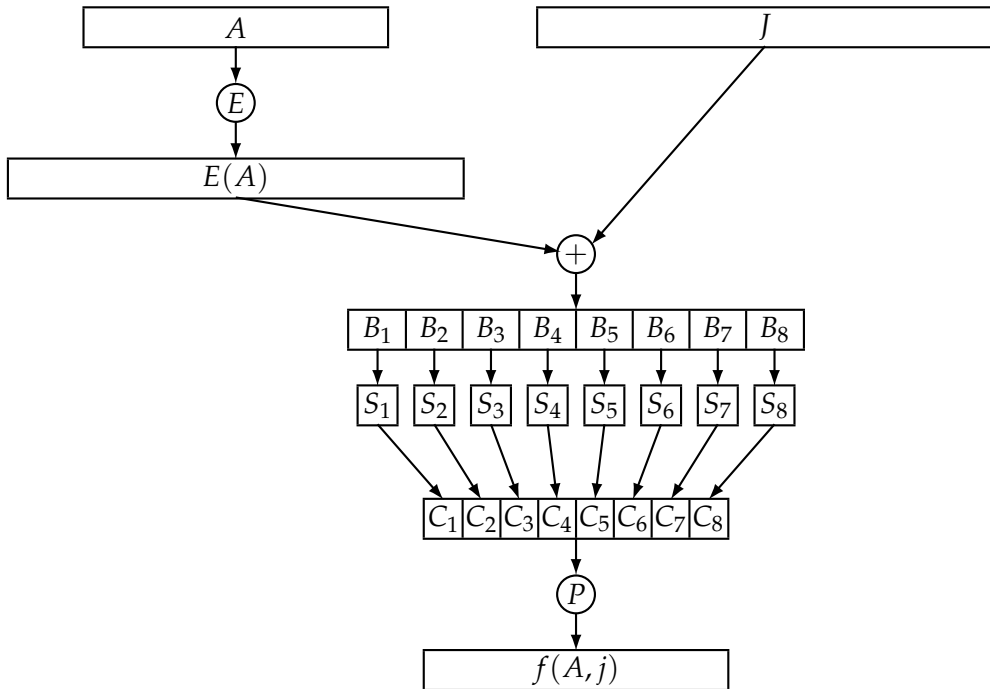 A J
E
E(A)
+
B₁ B₂ B₃ B₄ B₅ B₆ B₇ B₈
S₁ S₂ S₃ S₄ S₅ S₆ S₇ S₈
C₁ C₂ C₃ C₄ C₅ C₆ C₇ C₈
P
f(A, j)